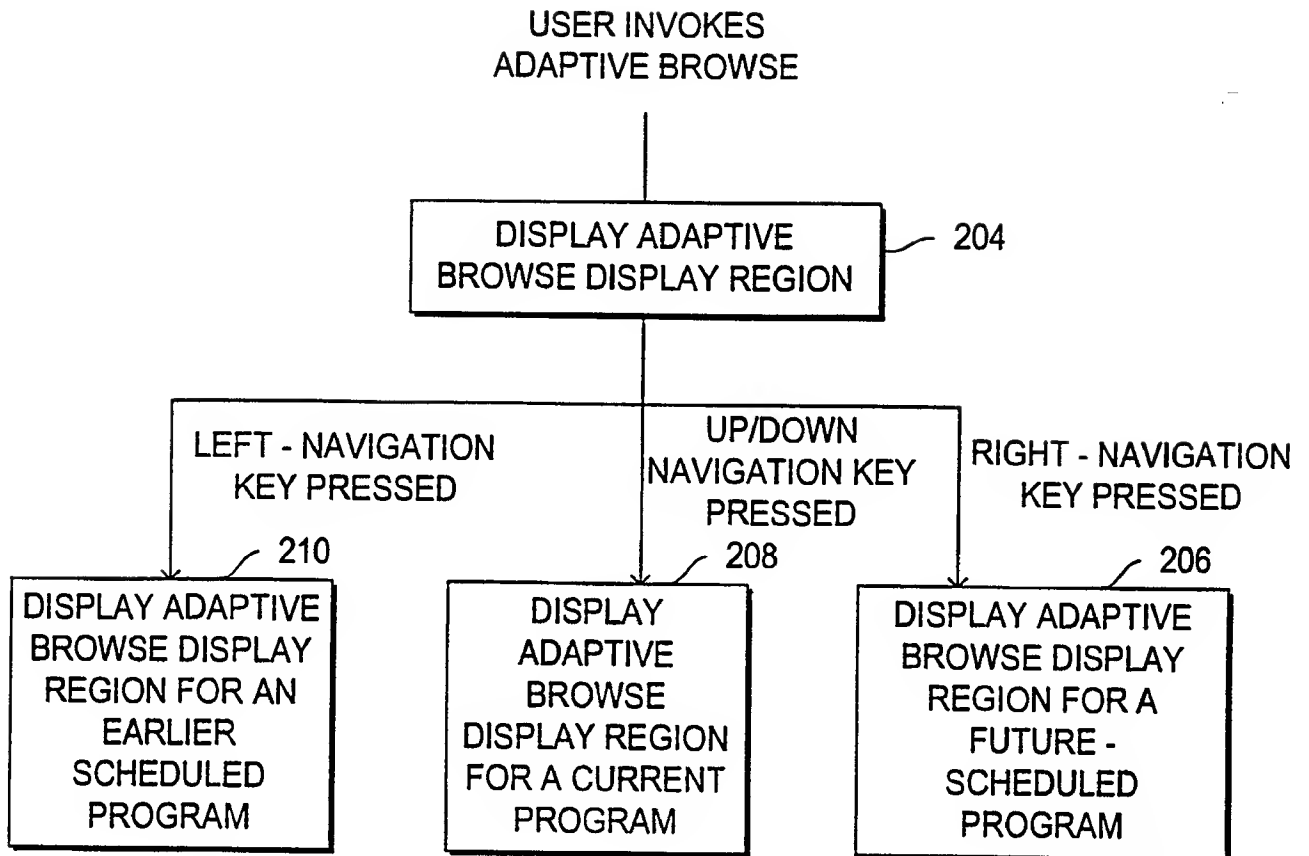 USER INVOKES
ADAPTIVE BROWSE
DISPLAY ADAPTIVE
BROWSE DISPLAY REGION
204
LEFT - NAVIGATION
KEY PRESSED
UP/DOWN
NAVIGATION KEY
PRESSED
RIGHT - NAVIGATION
KEY PRESSED
210
DISPLAY ADAPTIVE
BROWSE DISPLAY
REGION FOR AN
EARLIER
SCHEDULED
PROGRAM
208
DISPLAY
ADAPTIVE
BROWSE
DISPLAY REGION
FOR A CURRENT
PROGRAM
206
DISPLAY ADAPTIVE
BROWSE DISPLAY
REGION FOR A
FUTURE -
SCHEDULED
PROGRAM